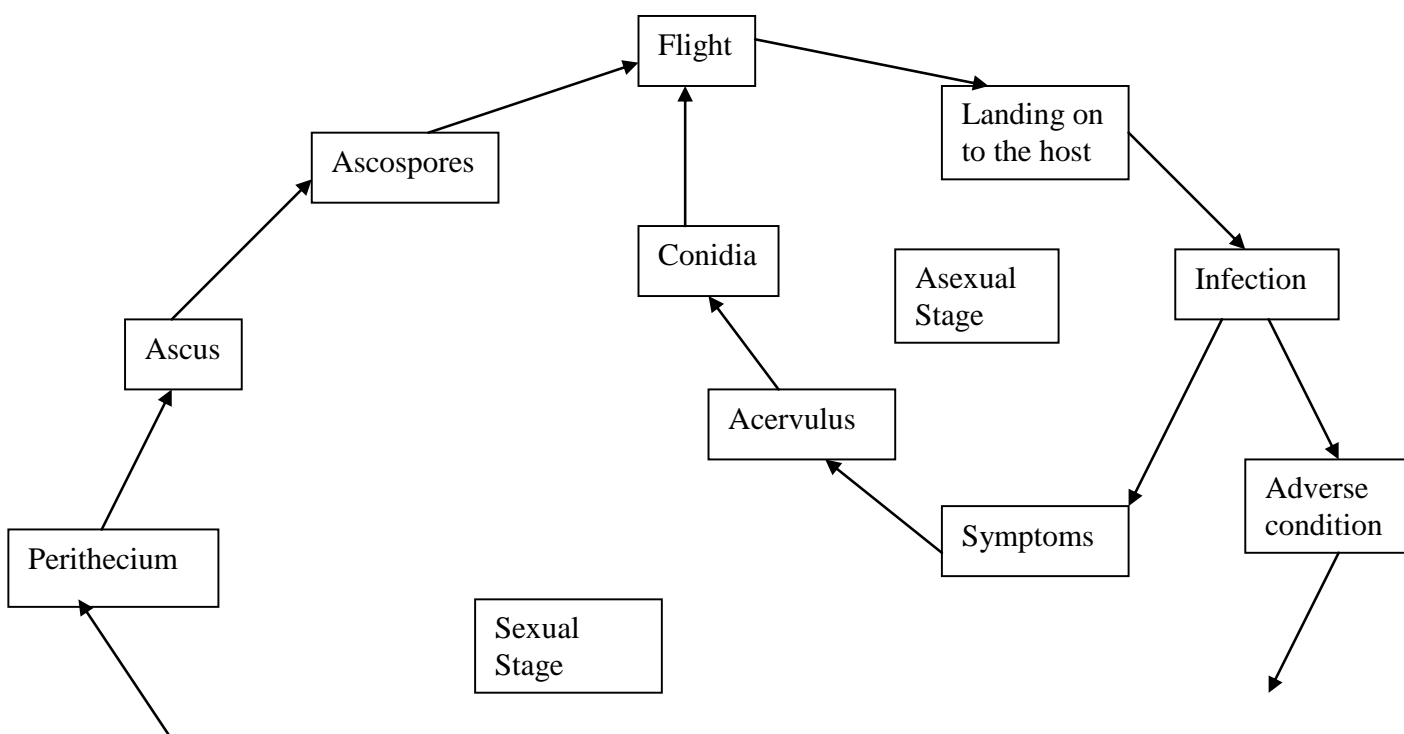 Flight
Landing on
to the host
Ascospores
Conidia
Asexual
Stage
Infection
Ascus
Acervulus
Adverse
condition
Symptoms
Perithecium
Sexual
Stage